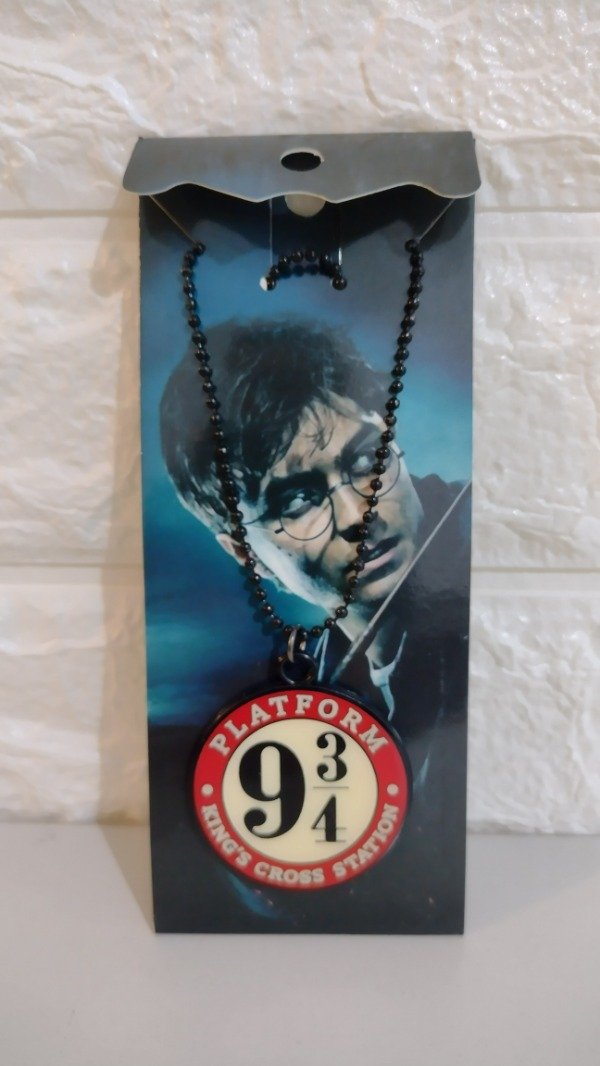 PLATFORM
9 3/4
KING'S CROSS STATION